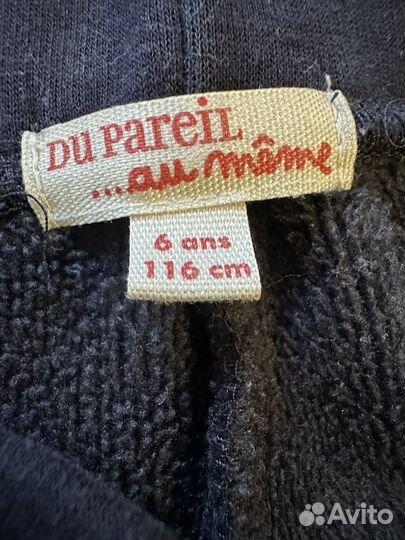 DU PAREIL
...au même
6 ans
116 cm
Avito